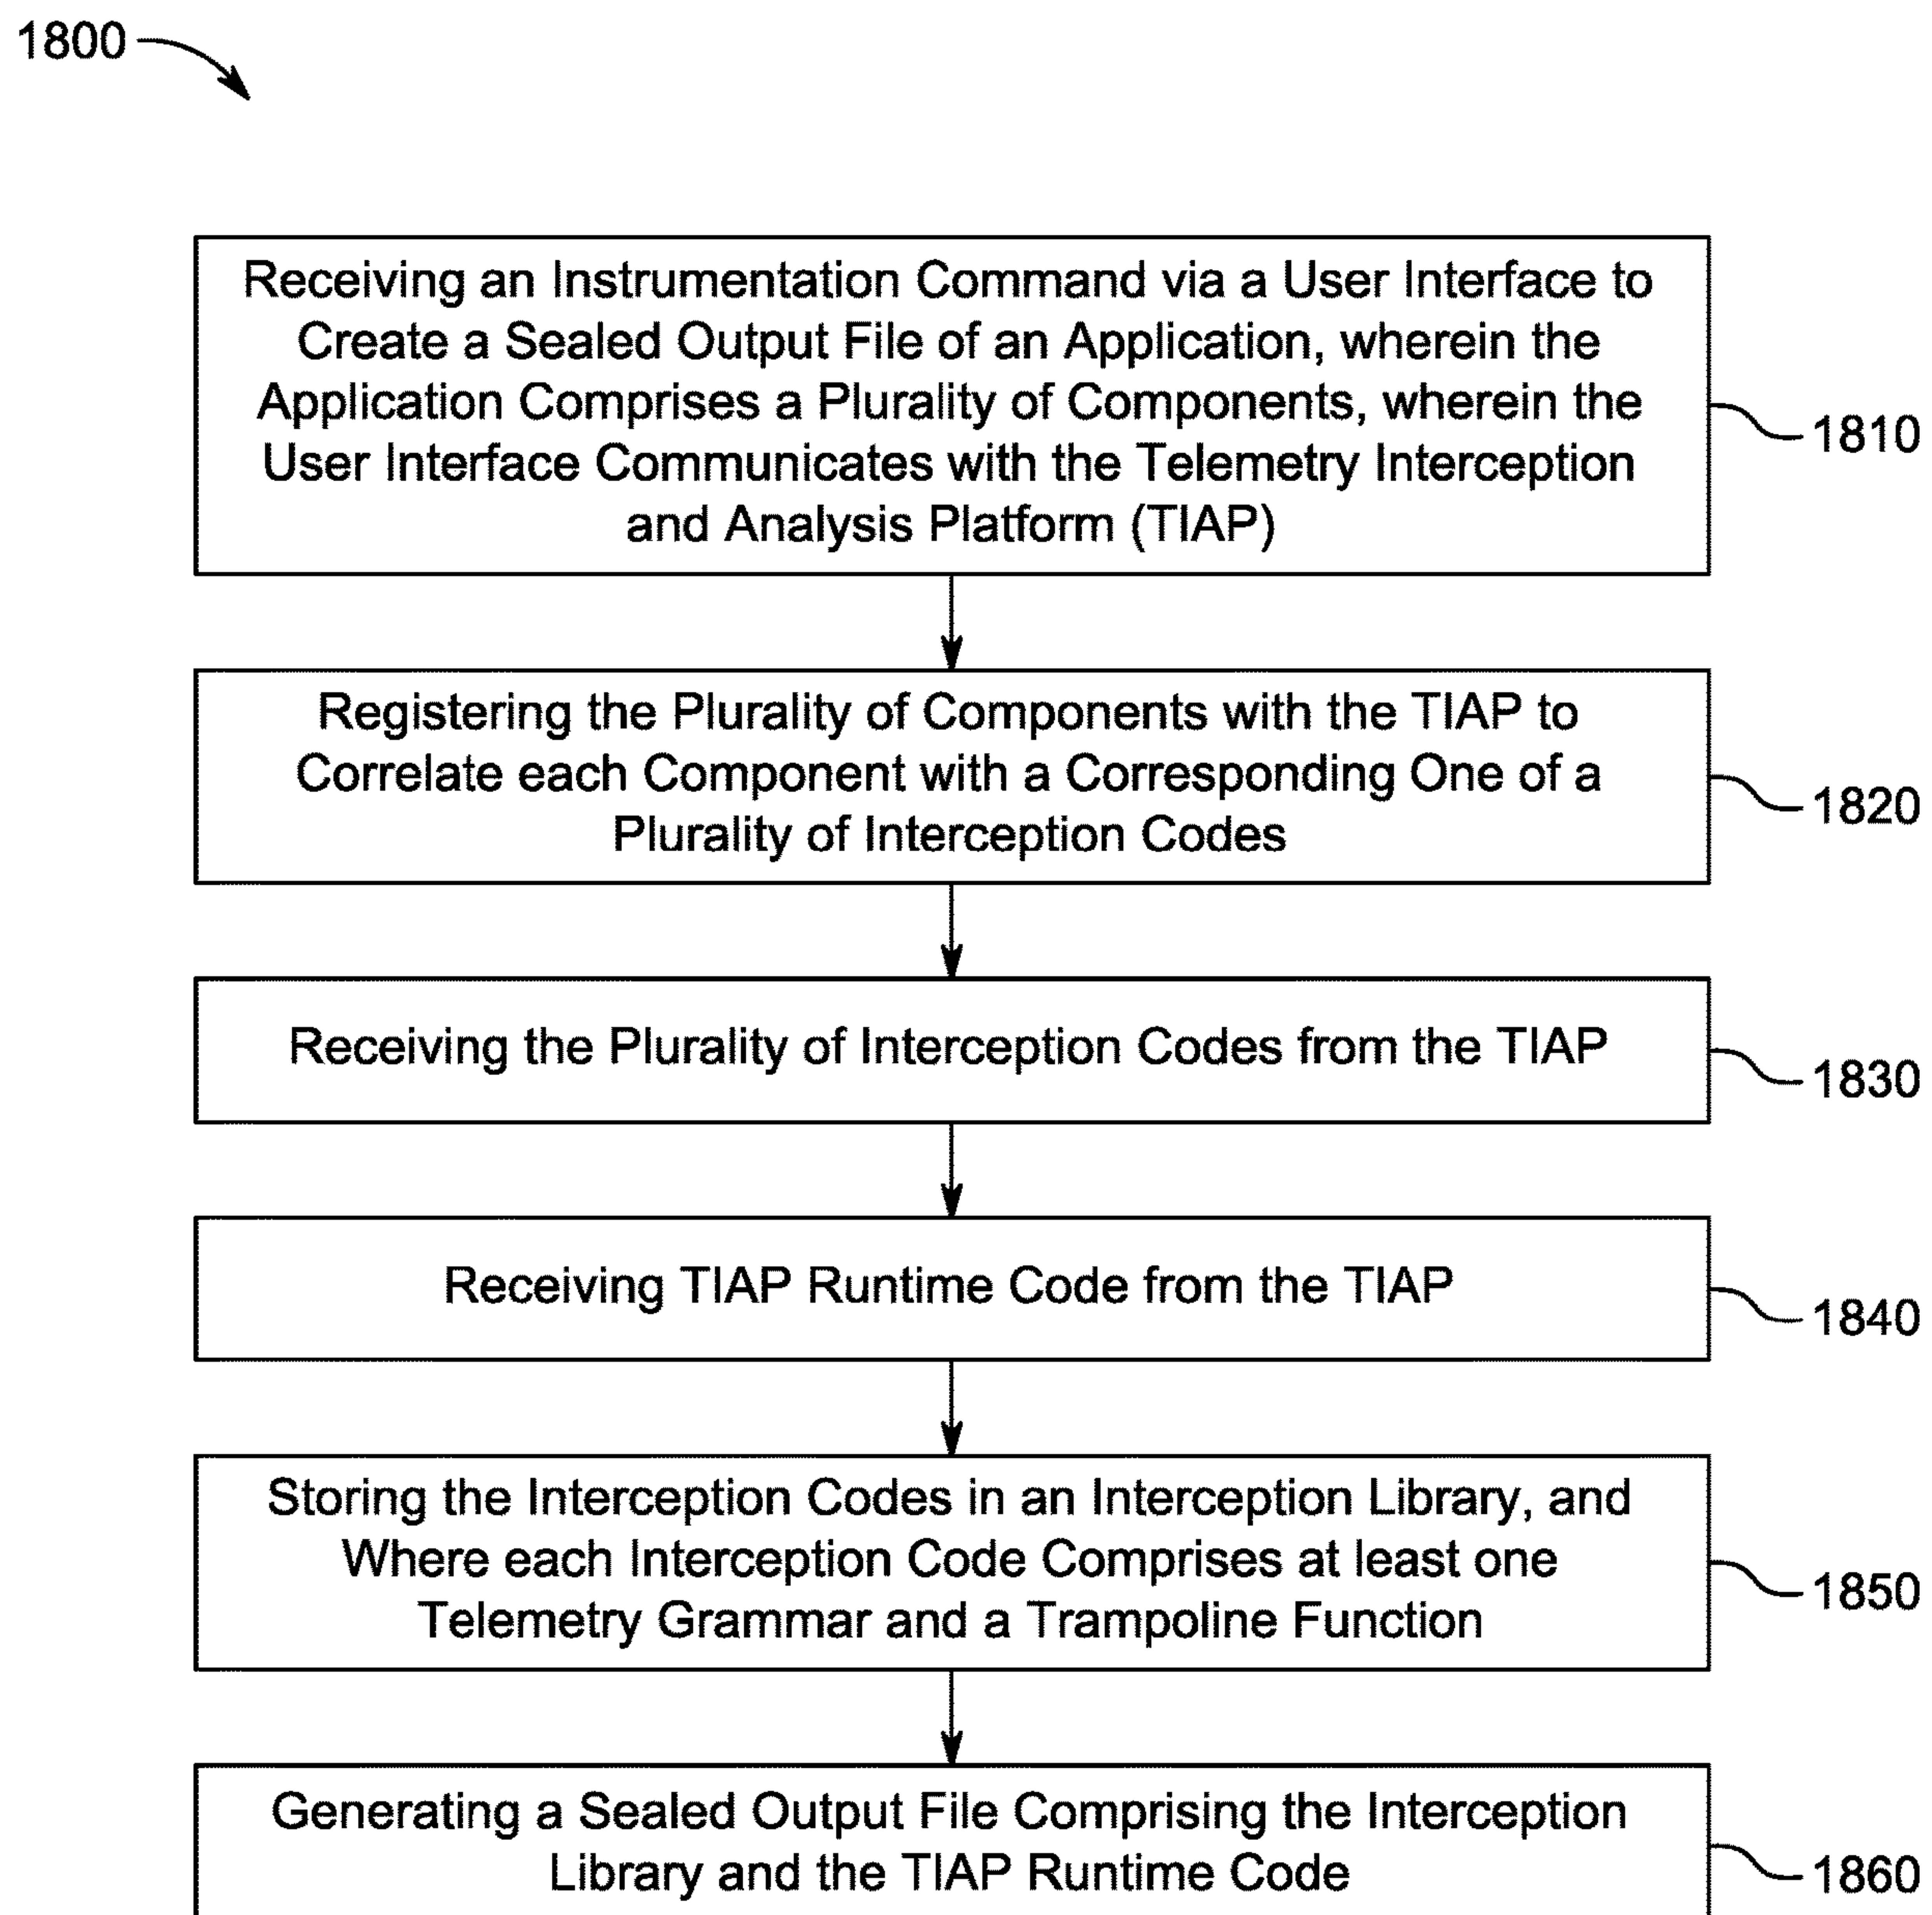 1800
Receiving an Instrumentation Command via a User Interface to
Create a Sealed Output File of an Application, wherein the
Application Comprises a Plurality of Components, wherein the
User Interface Communicates with the Telemetry Interception
and Analysis Platform (TIAP)
1810
Registering the Plurality of Components with the TIAP to
Correlate each Component with a Corresponding One of a
Plurality of Interception Codes
1820
Receiving the Plurality of Interception Codes from the TIAP
1830
Receiving TIAP Runtime Code from the TIAP
1840
Storing the Interception Codes in an Interception Library, and
Where each Interception Code Comprises at least one
Telemetry Grammar and a Trampoline Function
1850
Generating a Sealed Output File Comprising the Interception
Library and the TIAP Runtime Code
1860